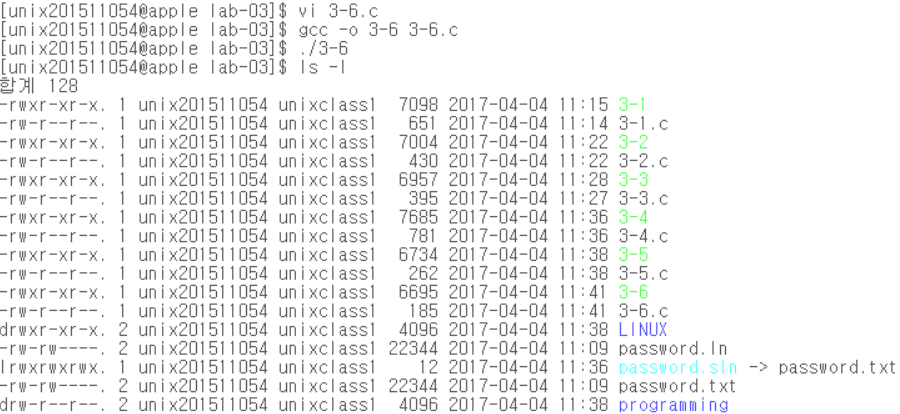 [unix201511054@apple lab-03]$ vi 3-6.c
[unix201511054@apple lab-03]$ gcc -o 3-6 3-6.c
[unix201511054@apple lab-03]$ ./3-6
[unix201511054@apple lab-03]$ ls -l
합계 128
-rwxr-xr-x. 1 unix201511054 unixclass1  7098 2017-04-04 11:15 3-1
-rw-r--r--. 1 unix201511054 unixclass1   651 2017-04-04 11:14 3-1.c
-rwxr-xr-x. 1 unix201511054 unixclass1  7004 2017-04-04 11:22 3-2
-rw-r--r--. 1 unix201511054 unixclass1   430 2017-04-04 11:22 3-2.c
-rwxr-xr-x. 1 unix201511054 unixclass1  6957 2017-04-04 11:28 3-3
-rw-r--r--. 1 unix201511054 unixclass1   395 2017-04-04 11:27 3-3.c
-rwxr-xr-x. 1 unix201511054 unixclass1  7685 2017-04-04 11:36 3-4
-rw-r--r--. 1 unix201511054 unixclass1   781 2017-04-04 11:36 3-4.c
-rwxr-xr-x. 1 unix201511054 unixclass1  6734 2017-04-04 11:38 3-5
-rw-r--r--. 1 unix201511054 unixclass1   262 2017-04-04 11:38 3-5.c
-rwxr-xr-x. 1 unix201511054 unixclass1  6695 2017-04-04 11:41 3-6
-rw-r--r--. 1 unix201511054 unixclass1   185 2017-04-04 11:41 3-6.c
drwxr-xr-x. 2 unix201511054 unixclass1  4096 2017-04-04 11:38 LINUX
-rw-rw----. 2 unix201511054 unixclass1 22344 2017-04-04 11:09 password.ln
lrwxrwxrwx. 1 unix201511054 unixclass1    12 2017-04-04 11:36 password.sln -> password.txt
-rw-rw----. 2 unix201511054 unixclass1 22344 2017-04-04 11:09 password.txt
drw-r--r--. 2 unix201511054 unixclass1  4096 2017-04-04 11:38 programming